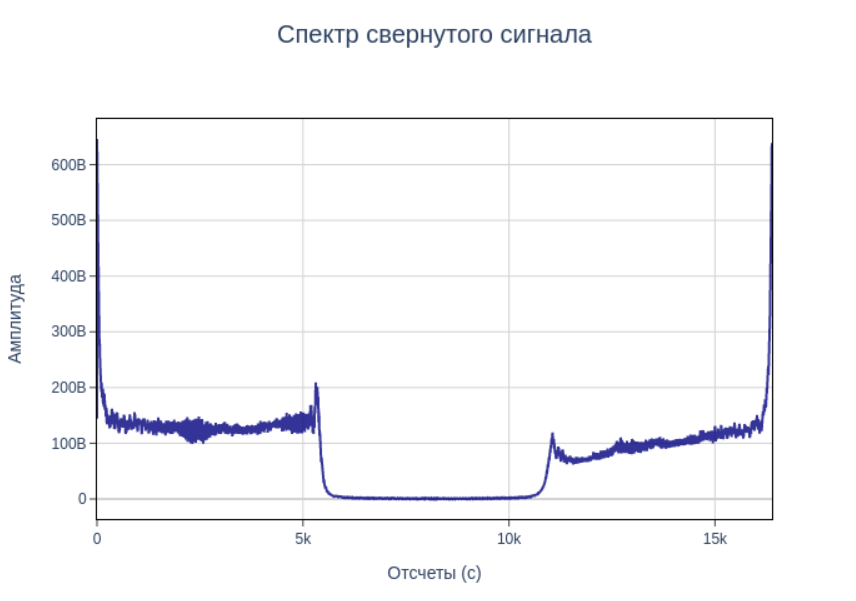 Спектр свернутого сигнала
600B
500B
400B
300B
200B
100B
0
Амплитуда
0 5k 10k 15k
Отсчеты (с)